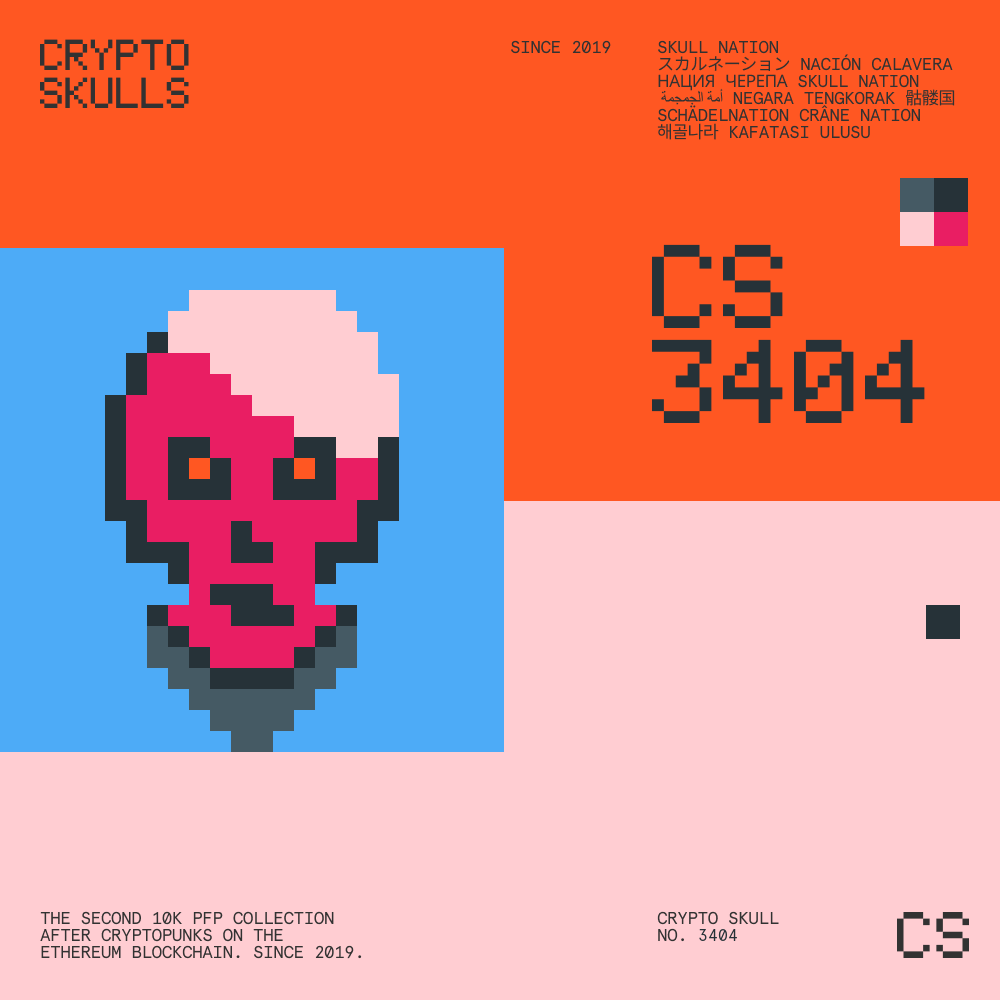 CRYPTO
SKULLS
SINCE 2019
SKULL NATION
スカルネーション NACIÓN CALAVERA
НАЦИЯ ЧЕРЕПА SKULL NATION
أمة الجمجمة NEGARA TENGKORAK 骷髅国
SCHÄDELNATION CRÂNE NATION
해골나라 KAFATASI ULUSU
CS
3404
THE SECOND 10K PFP COLLECTION
AFTER CRYPTOPUNKS ON THE
ETHEREUM BLOCKCHAIN. SINCE 2019.
CRYPTO SKULL
NO. 3404
CS